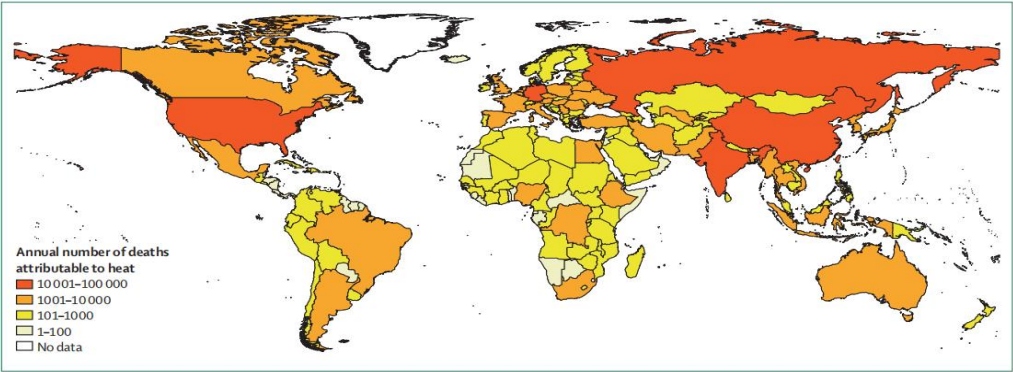 Annual number of deaths
attributable to heat
10 001–100 000
1001–10 000
101–1000
1–100
No data